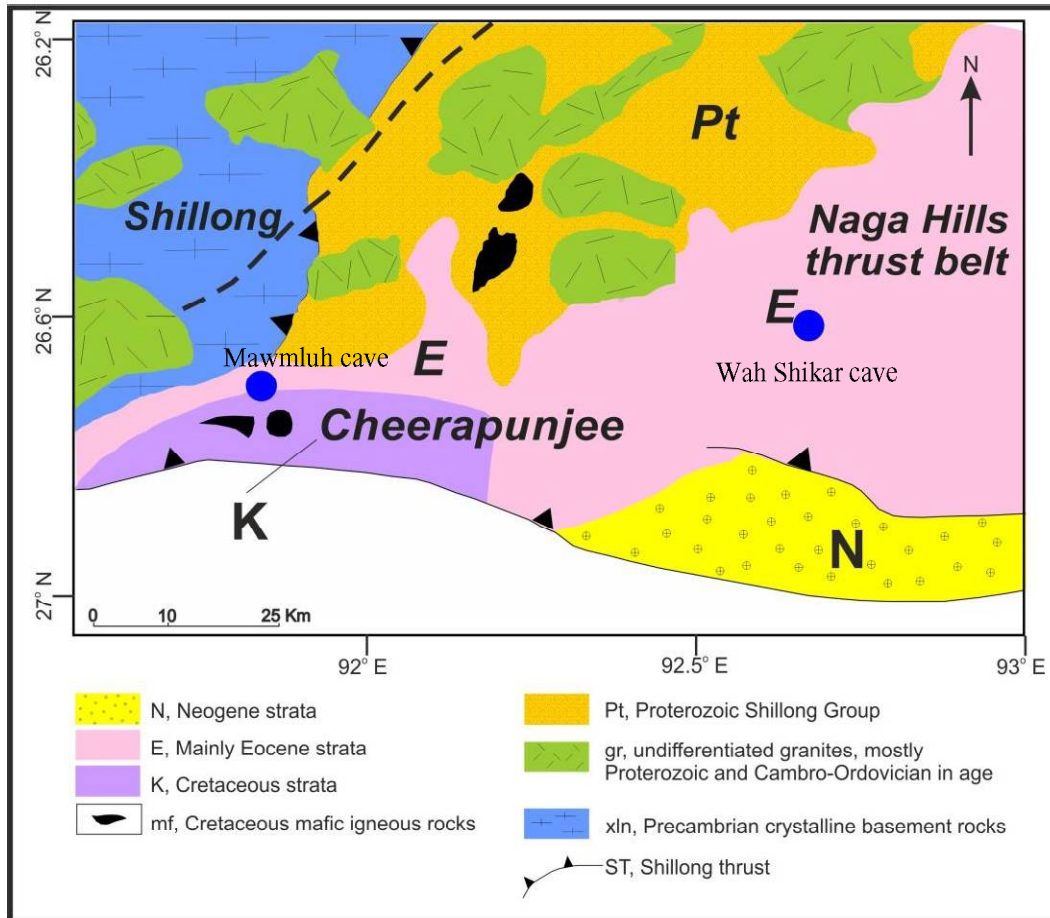 26.2° N
N
Pt
Shillong
Naga Hills
thrust belt
26.6° N
E
Mawmluh cave
E
Wah Shikar cave
Cheerapunjee
K
N
27° N
0 10 25 Km
92° E
92.5° E
93° E
N, Neogene strata
E, Mainly Eocene strata
K, Cretaceous strata
mf, Cretaceous mafic igneous rocks
Pt, Proterozoic Shillong Group
gr, undifferentiated granites, mostly
Proterozoic and Cambro-Ordovician in age
xln, Precambrian crystalline basement rocks
ST, Shillong thrust